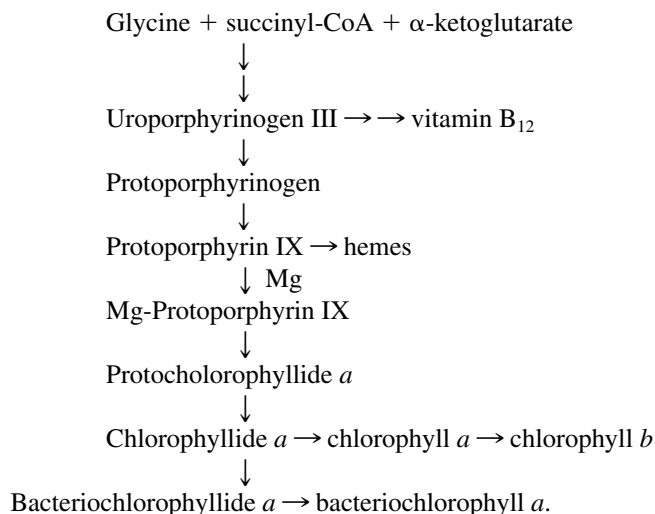 Glycine + succinyl-CoA + α-ketoglutarate
Uroporphyrinogen III → → vitamin B₁₂
Protoporphyrinogen
Protoporphyrin IX → hemes
Mg
Mg-Protoporphyrin IX
Protocholorophyllide a
Chlorophyllide a → chlorophyll a → chlorophyll b
Bacteriochlorophyllide a → bacteriochlorophyll a.